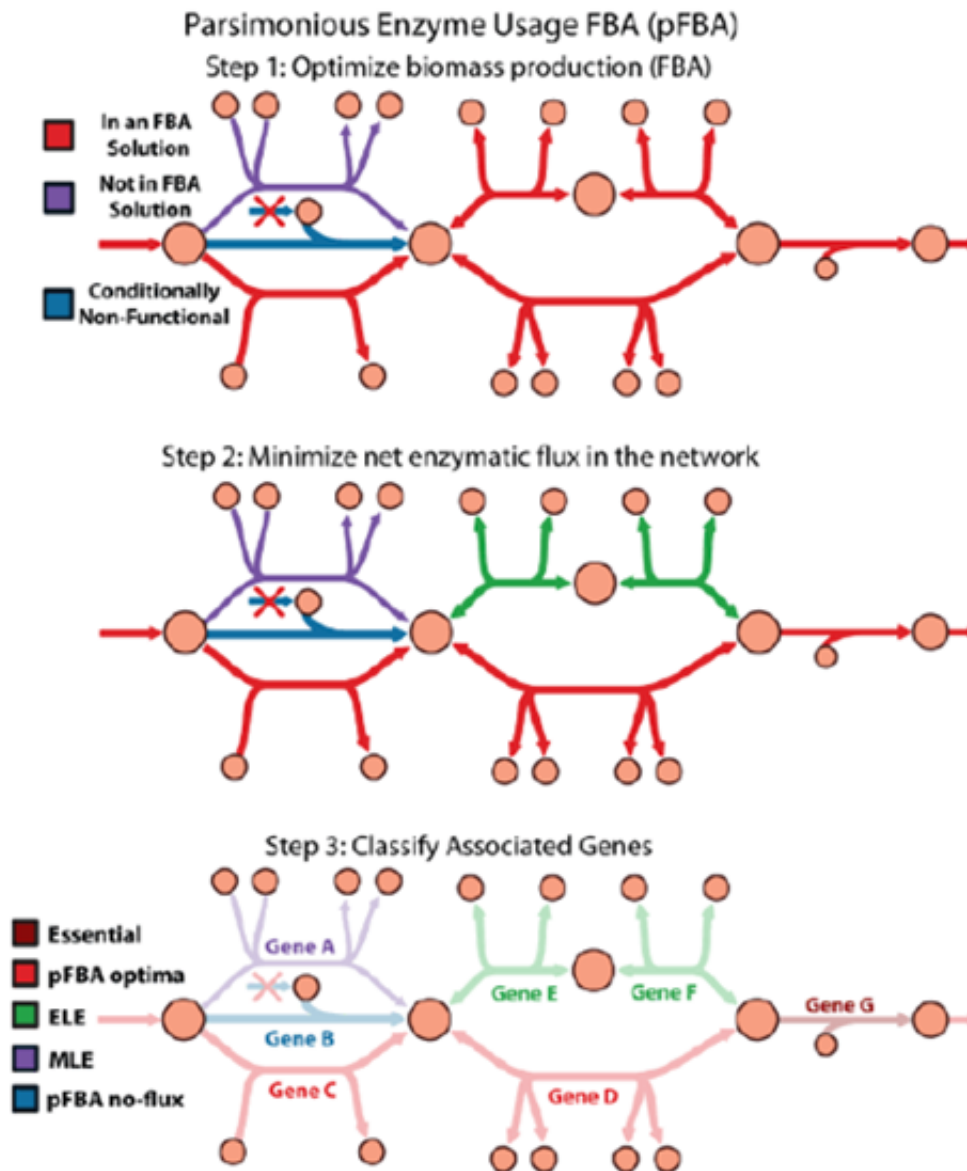 Parsimonious Enzyme Usage FBA (pFBA)
Step 1: Optimize biomass production (FBA)
In an FBA
Solution
Not in FBA
Solution
Conditionally
Non-Functional
Step 2: Minimize net enzymatic flux in the network
Step 3: Classify Associated Genes
Essential
pFBA optima
ELE
MLE
pFBA no-flux
Gene A
Gene B
Gene C
Gene E
Gene F
Gene D
Gene G